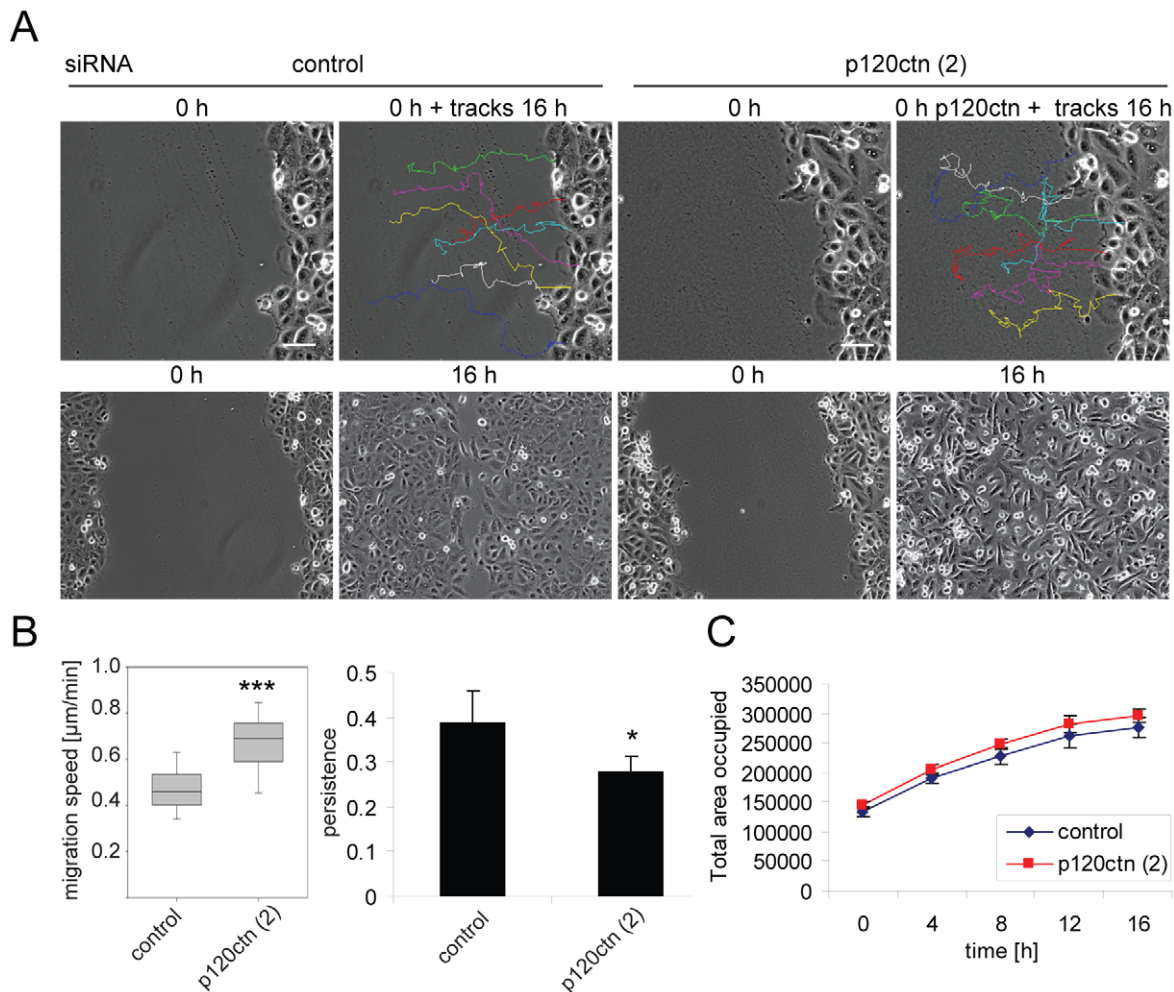 A
siRNA control p120ctn (2)
0 h 0 h + tracks 16 h 0 h 0 h p120ctn + tracks 16 h
0 h 16 h 0 h 16 h
B
migration speed [µm/min]
1.0
0.8
0.6
0.4
0.2
***
control
p120ctn (2)
persistence
0.5
0.4
0.3
0.2
0.1
0
*
control
p120ctn (2)
C
Total area occupied
350000
300000
250000
200000
150000
100000
50000
0
0 4 8 12 16
time [h]
control
p120ctn (2)